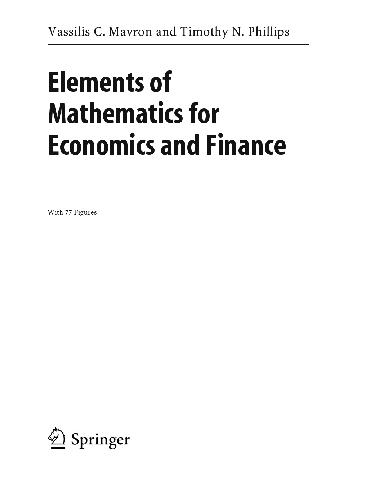 Vassilis C. Mavron and Timothy N. Phillips
Elements of
Mathematics for
Economics and Finance
With 77 Figures
Springer